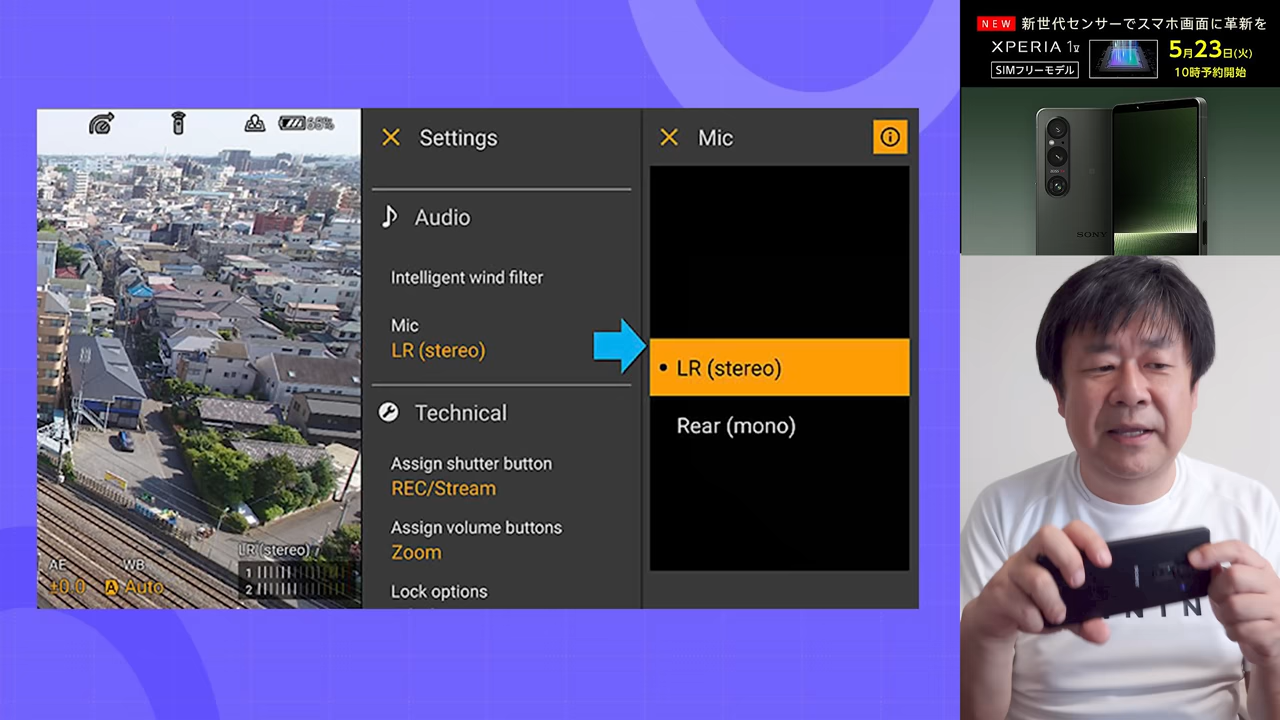 68%
Settings
Audio
Intelligent wind filter
Mic
LR (stereo)
Technical
Assign shutter button
REC/Stream
Assign volume buttons
Zoom
Lock options
Mic
LR (stereo)
Rear (mono)
LR (stereo)
AE
WB
±0.0
A Auto
1
2
NEW 新世代センサーでスマホ画面に革新を
XPERIA 1 V
SIMフリーモデル
5月23日(火)
10時予約開始
SONY